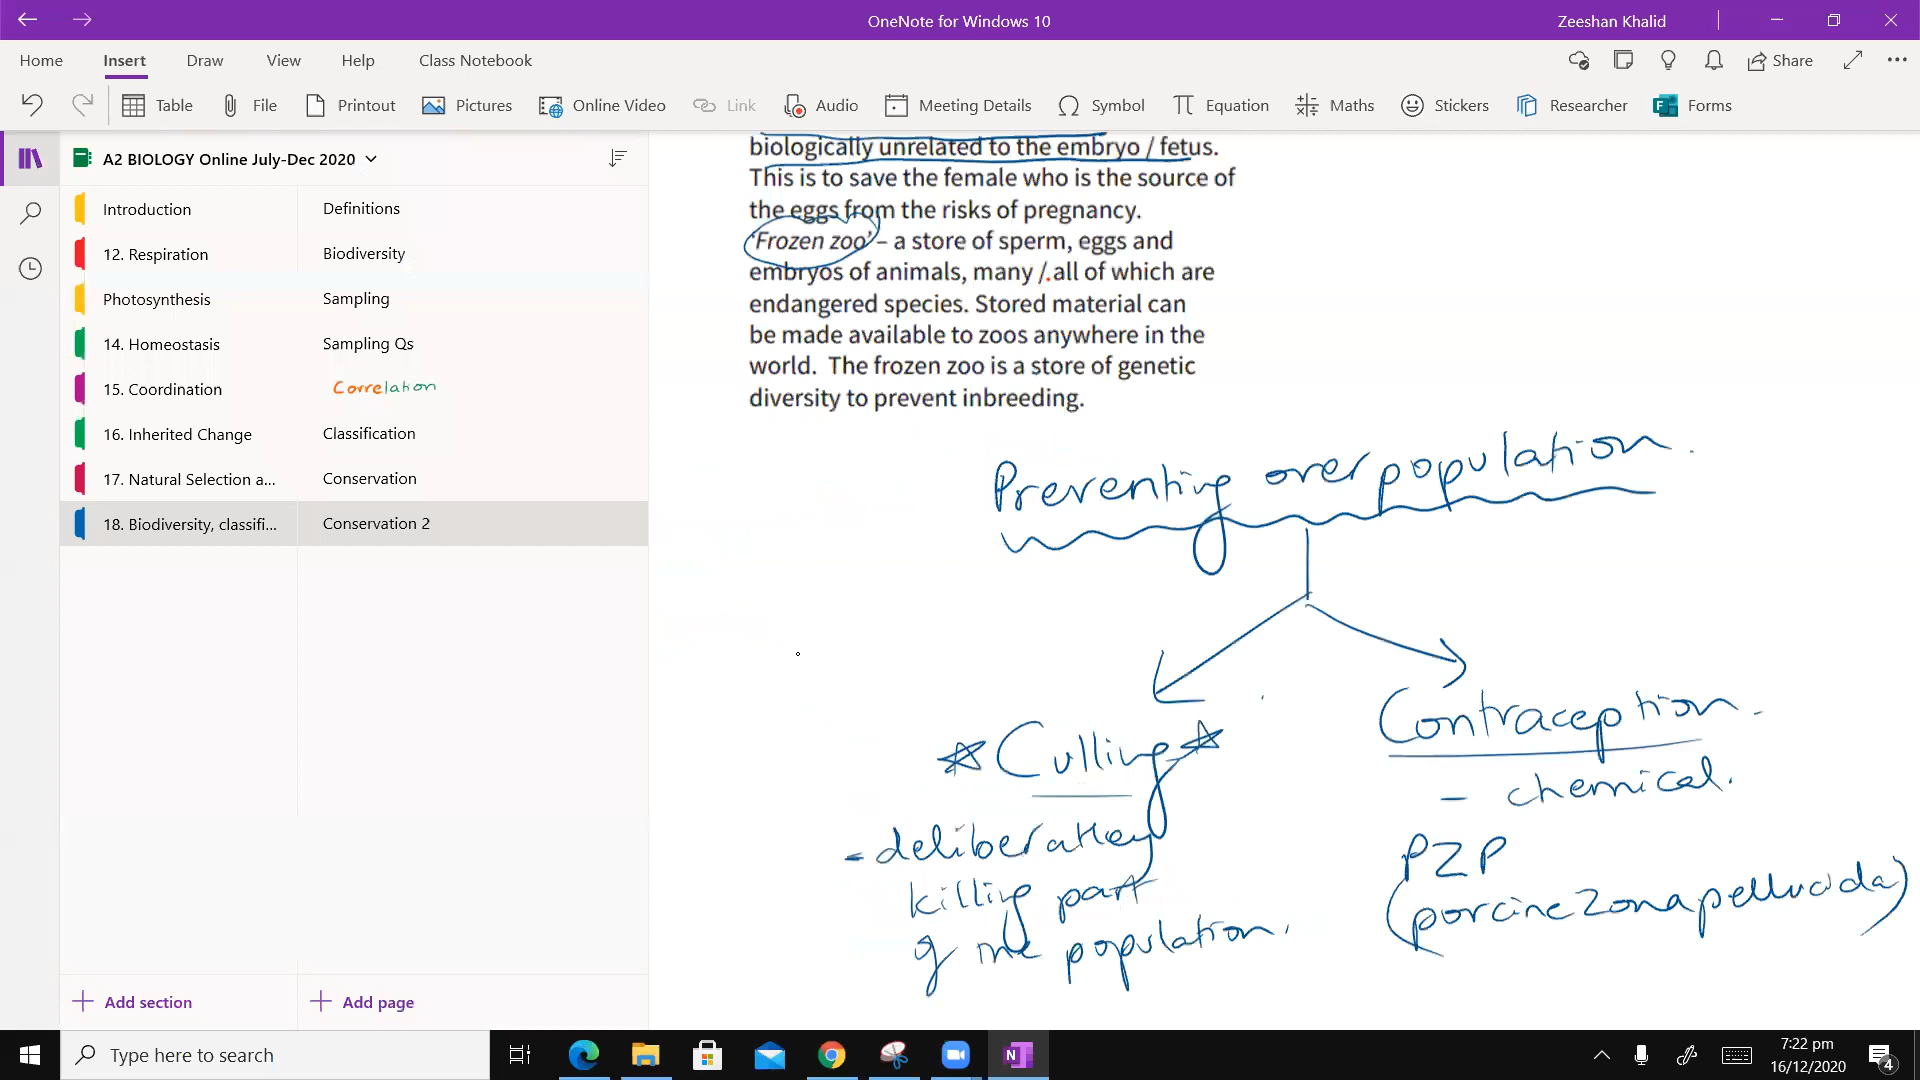 OneNote for Windows 10
Zeeshan Khalid
Home Insert Draw View Help Class Notebook
Share
Table File Printout Pictures Online Video Link Audio Meeting Details Symbol Equation Maths Stickers Researcher Forms
A2 BIOLOGY Online July-Dec 2020
Introduction
12. Respiration
Photosynthesis
14. Homeostasis
15. Coordination
16. Inherited Change
17. Natural Selection a...
18. Biodiversity, classifi...
Definitions
Biodiversity
Sampling
Sampling Qs
Correlation
Classification
Conservation
Conservation 2
Add section
Add page
biologically unrelated to the embryo / fetus.
This is to save the female who is the source of
the eggs from the risks of pregnancy.
'Frozen zoo' – a store of sperm, eggs and
embryos of animals, many / all of which are
endangered species. Stored material can
be made available to zoos anywhere in the
world. The frozen zoo is a store of genetic
diversity to prevent inbreeding.
Preventing overpopulation.
Culling
- deliberatley
killing part
of the population.
Contraception.
- chemical.
PZP
(porcine zona pellucida)
Type here to search
7:22 pm
16/12/2020
4